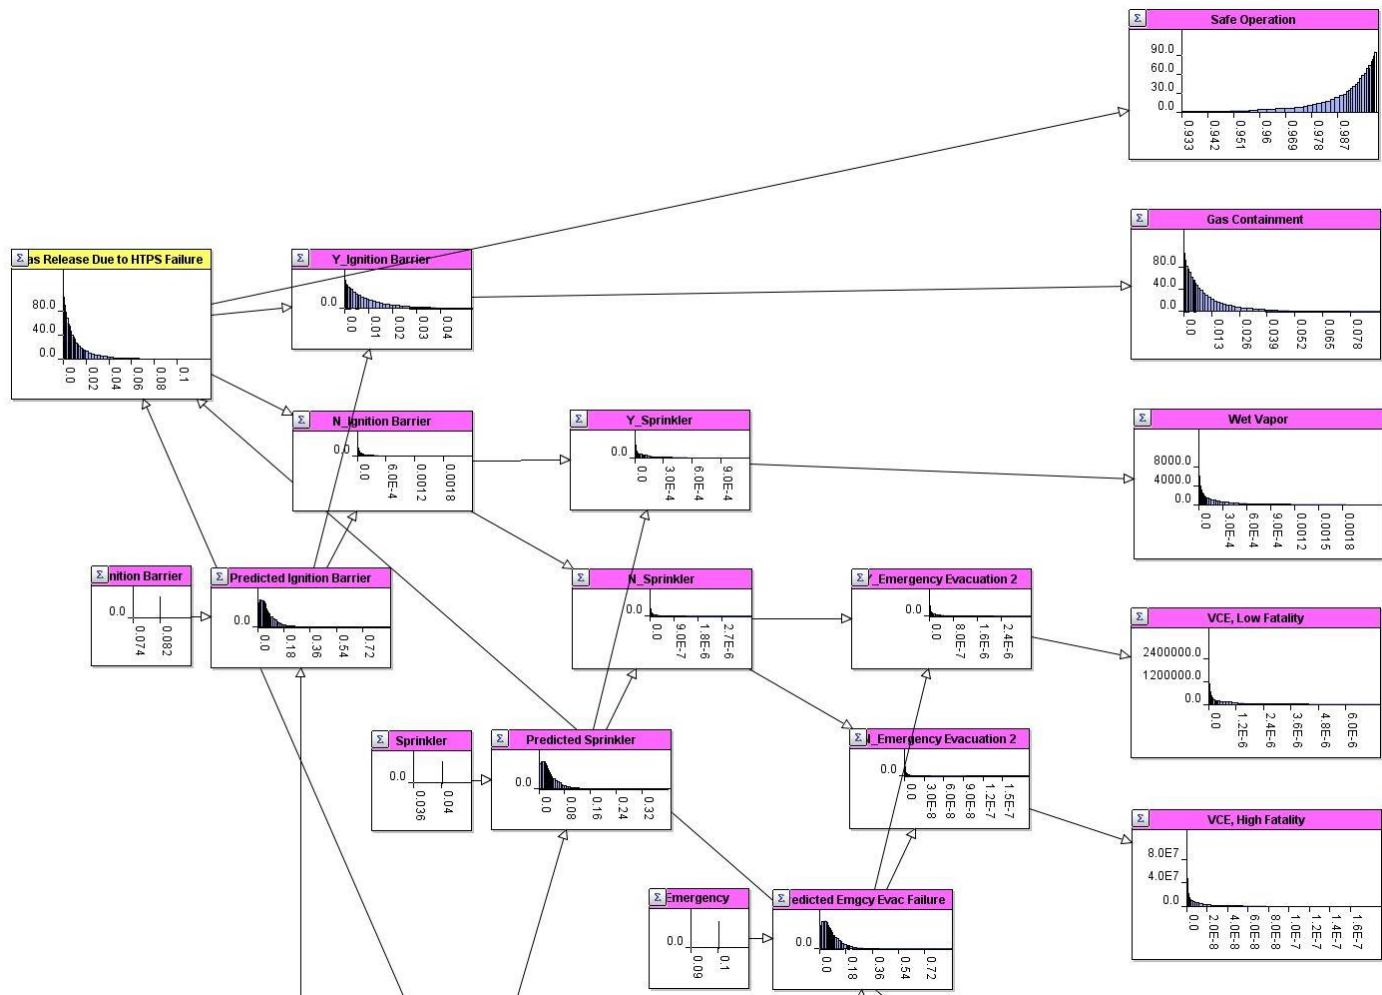 Σ Safe Operation
90.0
60.0
30.0
0.0
0.933 0.942 0.951 0.96 0.969 0.978 0.987
Σ Gas Containment
80.0
40.0
0.0
0.0 0.013 0.026 0.039 0.052 0.065 0.078
Σ as Release Due to HTPS Failure
80.0
40.0
0.0
0.0 0.02 0.04 0.06 0.08 0.1
Σ Y_Ignition Barrier
0.0
0.0 0.01 0.02 0.03 0.04
Σ N_Ignition Barrier
0.0
0.0 6.0E-4 0.0012 0.0018
Σ Y_Sprinkler
0.0
0.0 3.0E-4 6.0E-4 9.0E-4
Σ Wet Vapor
8000.0
4000.0
0.0
0.0 3.0E-4 6.0E-4 9.0E-4 0.0012 0.0015 0.0018
Σ nition Barrier
0.0
0.074 0.082
Σ Predicted Ignition Barrier
0.0
0.0 0.18 0.36 0.54 0.72
Σ N_Sprinkler
0.0
0.0 9.0E-7 1.8E-6 2.7E-6
Σ Y_Emergency Evacuation 2
0.0
0.0 8.0E-7 1.6E-6 2.4E-6
Σ VCE, Low Fatality
2400000.0
1200000.0
0.0
0.0 1.2E-6 2.4E-6 3.6E-6 4.8E-6 6.0E-6
Σ Sprinkler
0.0
0.036 0.04
Σ Predicted Sprinkler
0.0
0.0 0.08 0.16 0.24 0.32
Σ N_Emergency Evacuation 2
0.0
0.0 3.0E-8 6.0E-8 9.0E-8 1.2E-7 1.5E-7
Σ VCE, High Fatality
8.0E7
4.0E7
0.0
0.0 2.0E-8 4.0E-8 6.0E-8 8.0E-8 1.0E-7 1.2E-7 1.4E-7 1.6E-7
Σ Emergency
0.0
0.09 0.1
Σ edicted Emgcy Evac Failure
0.0
0.0 0.18 0.36 0.54 0.72